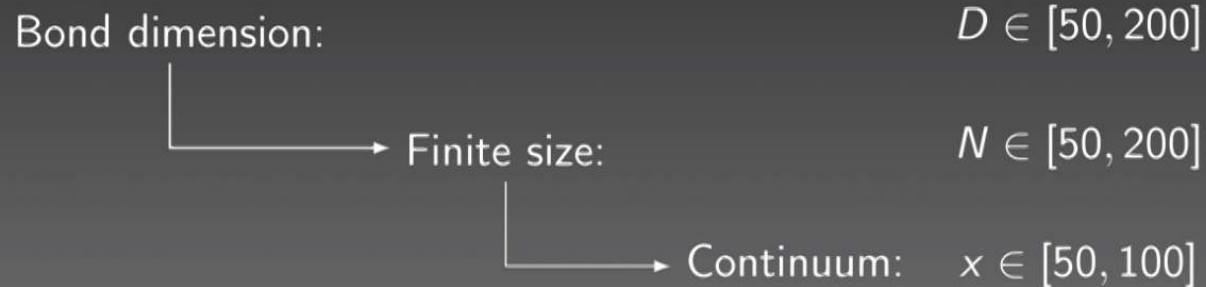 Bond dimension: D ∈ [50, 200]
Finite size: N ∈ [50, 200]
Continuum: x ∈ [50, 100]